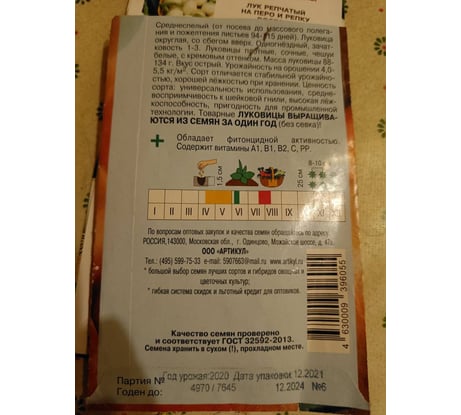 ЛУК РЕПЧАТЫЙ
НА ПЕРО И РЕПКУ
Среднеспелый (от посева до массового полега-
ния и пожелтения листьев 94-115 дней). Луковица
округлая, со сбегом вверх. Одногнёздный, зачат-
ковость 1-3. Луковицы плотные, сочные, чешуи
белые, с кремовым оттенком. Масса луковицы 88-
134 г. Вкус острый. Урожайность на орошении 4,0-
5,5 кг/м². Сорт отличается стабильной урожайно-
стью, хорошей лёжкостью при хранении. Ценность
сорта: универсальность использования, средне-
восприимчивость к шейковой гнили, высокая лёж-
коспособность, пригодность для промышленной
технологии. Товарные ЛУКОВИЦЫ ВЫРАЩИВА-
ЮТСЯ ИЗ СЕМЯН ЗА ОДИН ГОД (без севка)!
+ Обладает фитонцидной активностью.
Содержит витамины А1, В1, В2, С, РР.
1,5 см
25 см
8-10
I II III IV V VI VII VIII IX XII
По вопросам оптовых закупок и качества семян обращайтесь по адресу:
РОССИЯ,143000, Московская обл., г. Одинцово, Можайское шоссе, д. 47а,
ООО «АРТИКУЛ»
Тел.: (495) 599-75-33 e-mail: 5907663@mail.ru www.artikyl.ru
* большой выбор семян лучших сортов и гибридов овощных и
цветочных культур;
* гибкая система скидок и льготный кредит для оптовиков.
4 630009 396055
Качество семян проверено
и соответствует ГОСТ 32592-2013.
Семена хранить в сухом (!), прохладном месте.
Год урожая:2020 Дата упаковки 12.2021
Партия № 4970 / 7645 12.2024 №6
Годен до: